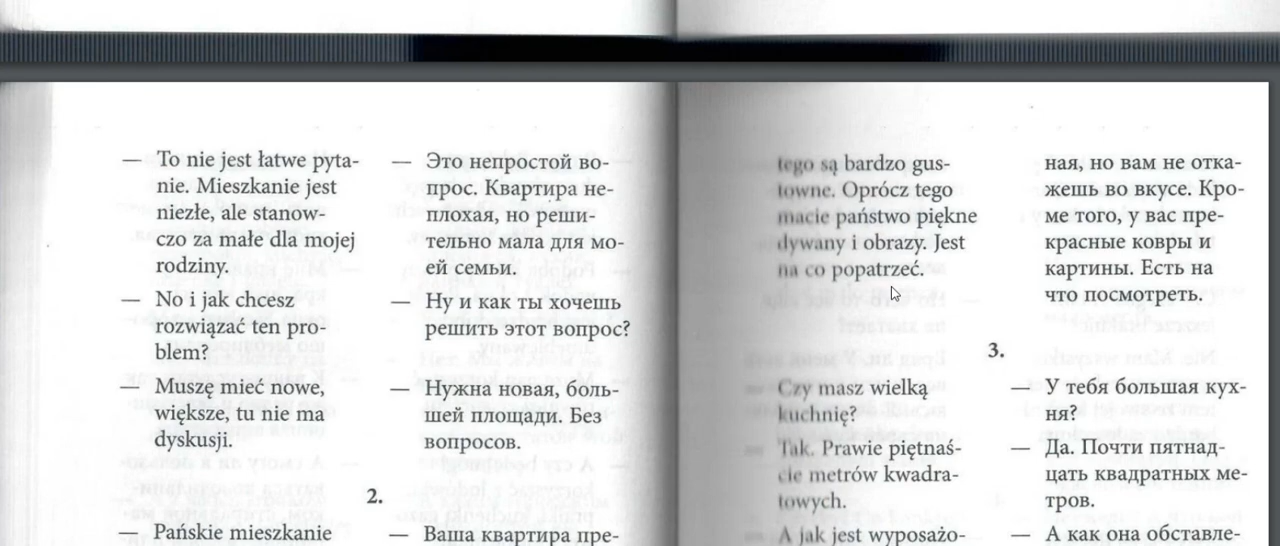 — To nie jest łatwe pyta-
nie. Mieszkanie jest
niezłe, ale stanow-
czo za małe dla mojej
rodziny.
— No i jak chcesz
rozwiązać ten pro-
blem?
— Muszę mieć nowe,
większe, tu nie ma
dyskusji.
— Это непростой во-
прос. Квартира не-
плохая, но реши-
тельно мала для мо-
ей семьи.
— Ну и как ты хочешь
решить этот вопрос?
— Нужна новая, боль-
шей площади. Без
вопросов.
2.
— Pańskie mieszkanie
— Ваша квартира пре-
tego są bardzo gus-
towne. Oprócz tego
macie państwo piękne
dywany i obrazy. Jest
na co popatrzeć.
ная, но вам не отка-
жешь во вкусе. Кро-
ме того, у вас пре-
красные ковры и
картины. Есть на
что посмотреть.
3.
— Czy masz wielką
kuchnię?
— Tak. Prawie piętnaś-
cie metrów kwadra-
towych.
— A jak jest wyposażo-
— У тебя большая кух-
ня?
— Да. Почти пятнад-
цать квадратных ме-
тров.
— А как она обставле-